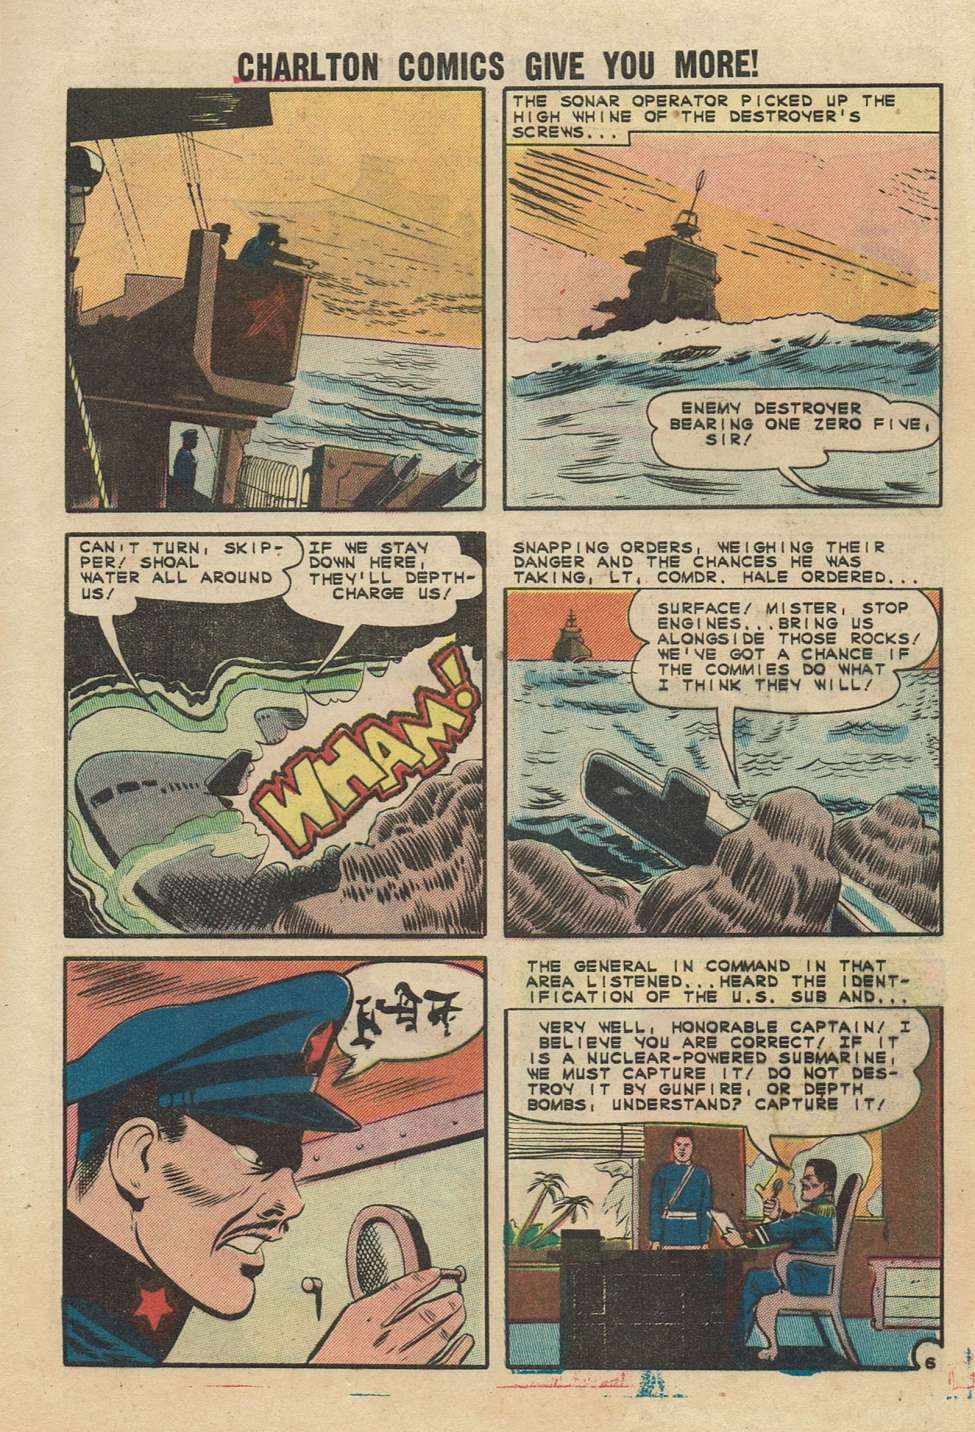 CHARLTON COMICS GIVE YOU MORE!
THE SONAR OPERATOR PICKED UP THE
HIGH WHINE OF THE DESTROYER'S
SCREWS...
ENEMY DESTROYER
BEARING ONE ZERO FIVE,
SIR!
CAN'T TURN, SKIP-
PER! SHOAL
WATER ALL AROUND
US!
IF WE STAY
DOWN HERE,
THEY'LL DEPTH-
CHARGE US!
WHAM!
SNAPPING ORDERS, WEIGHING THEIR
DANGER AND THE CHANCES HE WAS
TAKING, LT. COMDR. HALE ORDERED...
SURFACE! MISTER, STOP
ENGINES...BRING US
ALONGSIDE THOSE ROCKS!
WE'VE GOT A CHANCE IF
THE COMMIES DO WHAT
I THINK THEY WILL!
THE GENERAL IN COMMAND IN THAT
AREA LISTENED...HEARD THE IDENT-
IFICATION OF THE U.S. SUB AND...
VERY WELL, HONORABLE CAPTAIN! I
BELIEVE YOU ARE CORRECT! IF IT
IS A NUCLEAR-POWERED SUBMARINE,
WE MUST CAPTURE IT! DO NOT DES-
TROY IT BY GUNFIRE, OR DEPTH
BOMBS, UNDERSTAND? CAPTURE IT!
6